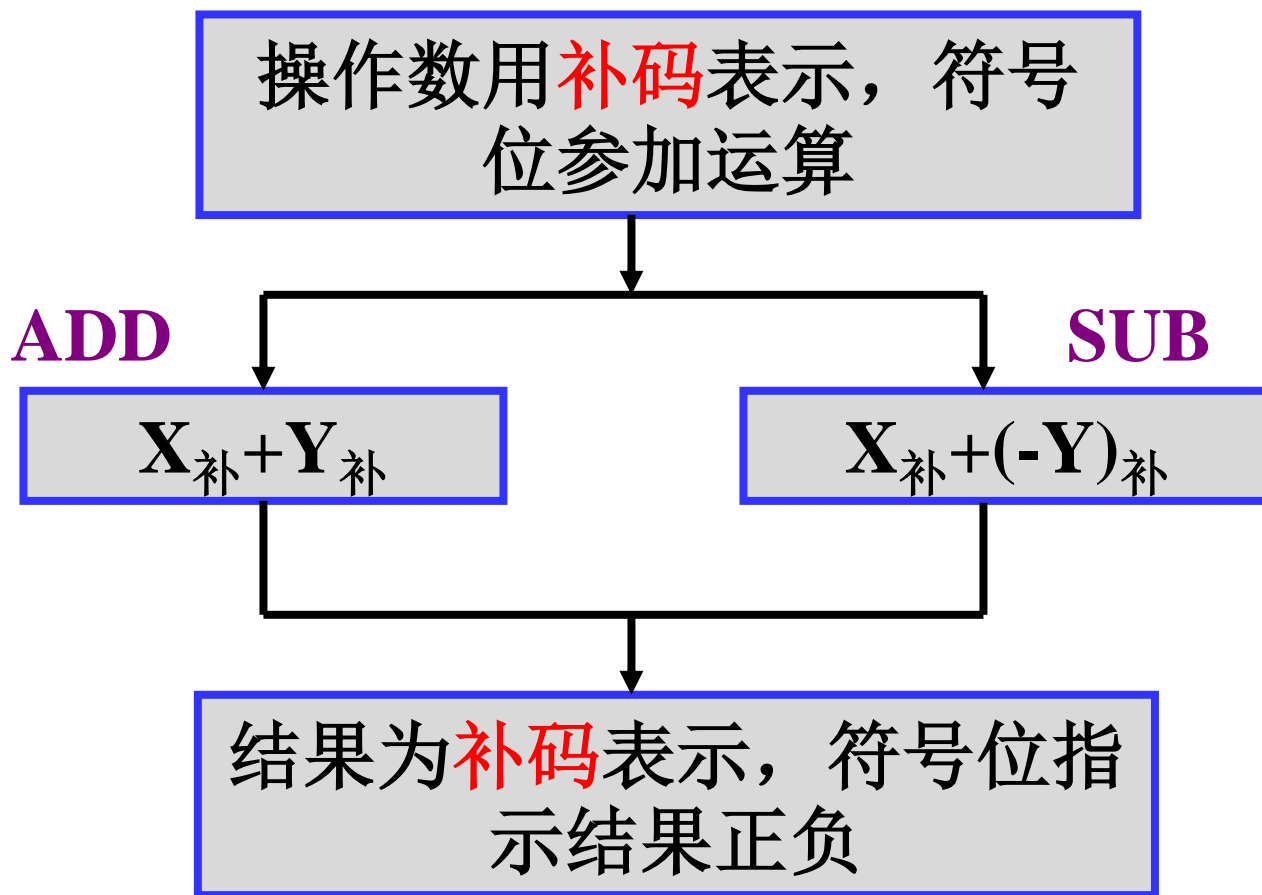 操作数用补码表示，符号
位参加运算
ADD
SUB
X补+Y补
X补+(-Y)补
结果为补码表示，符号位指
示结果正负